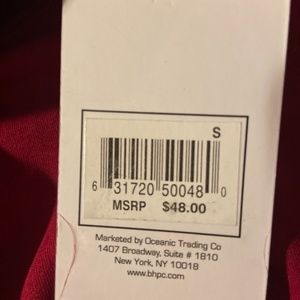 S
6 31720 50048 0
MSRP $48.00
Marketed by Oceanic Trading Co
1407 Broadway, Suite # 1810
New York, NY 10018
www.bhpc.com